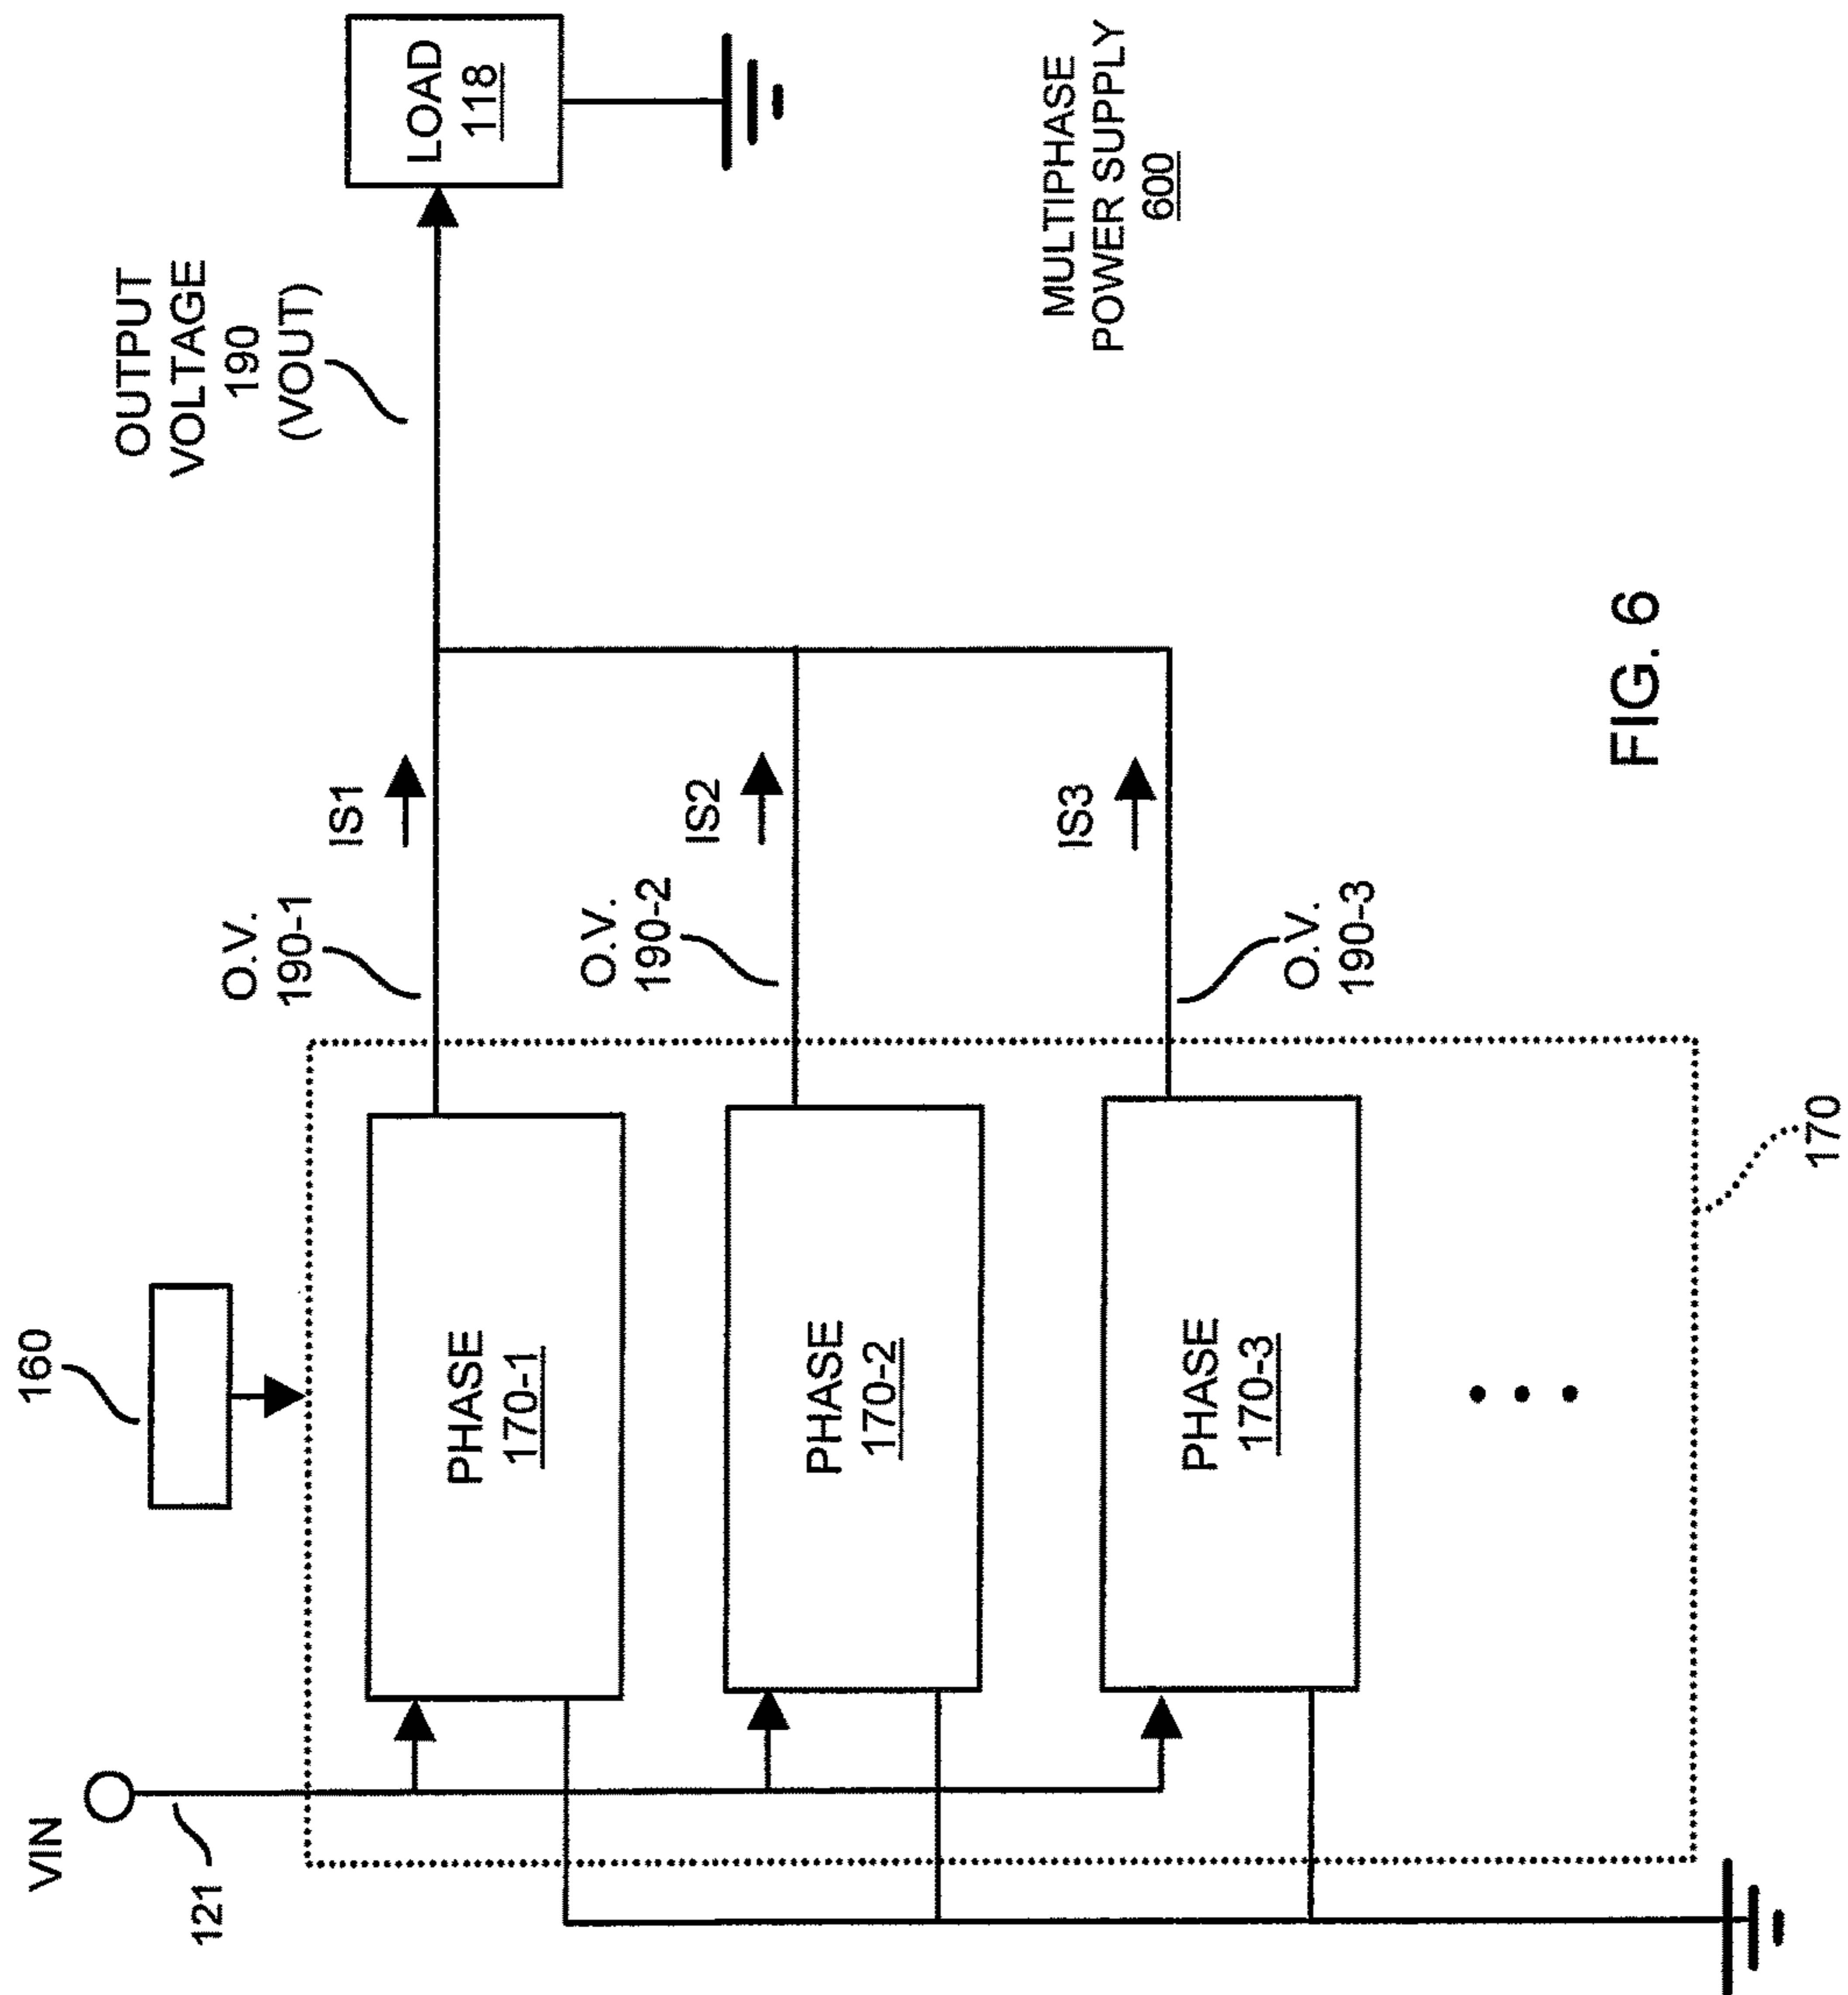 VIN
121
160
PHASE
170-1
PHASE
170-2
PHASE
170-3
170
O.V.
190-1
IS1
O.V.
190-2
IS2
O.V.
190-3
IS3
OUTPUT
VOLTAGE
190
(VOUT)
LOAD
118
MULTIPHASE
POWER SUPPLY
600
FIG. 6